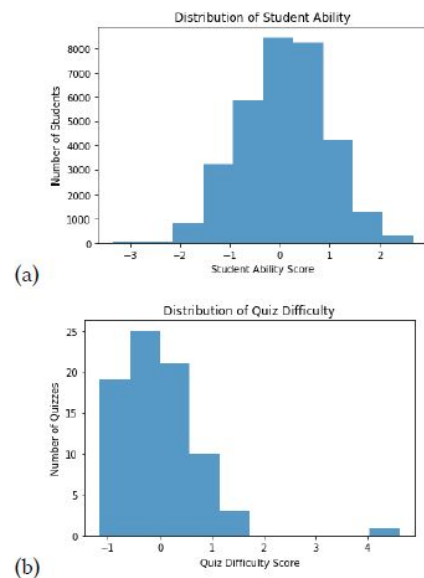 Distribution of Student Ability
8000
7000
6000
5000
4000
3000
2000
1000
0
Number of Students
−3 −2 −1 0 1 2
Student Ability Score
(a)
Distribution of Quiz Difficulty
25
20
15
10
5
0
Number of Quizzes
−1 0 1 2 3 4
Quiz Difficulty Score
(b)